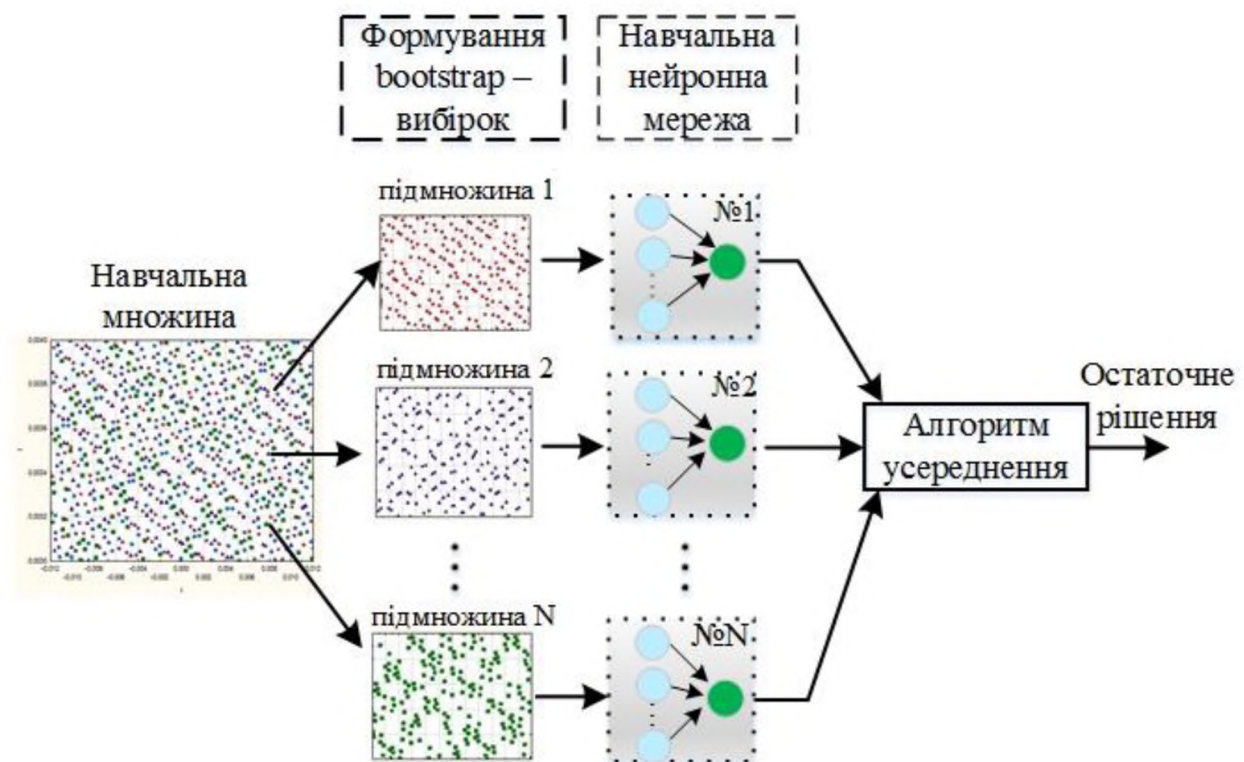 Формування
bootstrap –
вибірок
Навчальна
нейронна
мережа
підмножина 1
№1
Навчальна
множина
підмножина 2
№2
Остаточне
рішення
Алгоритм
усереднення
підмножина N
№N